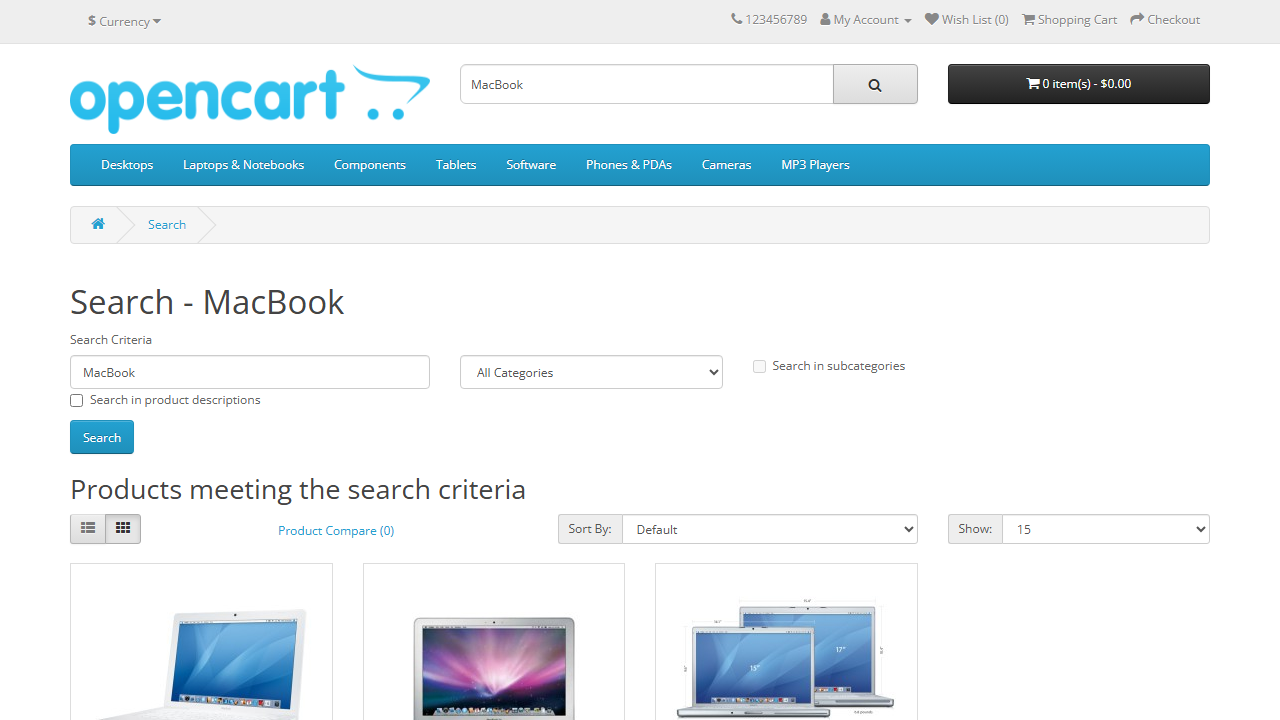 $ Currency
123456789 My Account Wish List (0) Shopping Cart Checkout
opencart
MacBook
0 item(s) - $0.00
Desktops Laptops & Notebooks Components Tablets Software Phones & PDAs Cameras MP3 Players
Search
Search - MacBook
Search Criteria
MacBook
All Categories
Search in subcategories
Search in product descriptions
Search
Products meeting the search criteria
Product Compare (0)
Sort By: Default
Show: 15
15"
17"